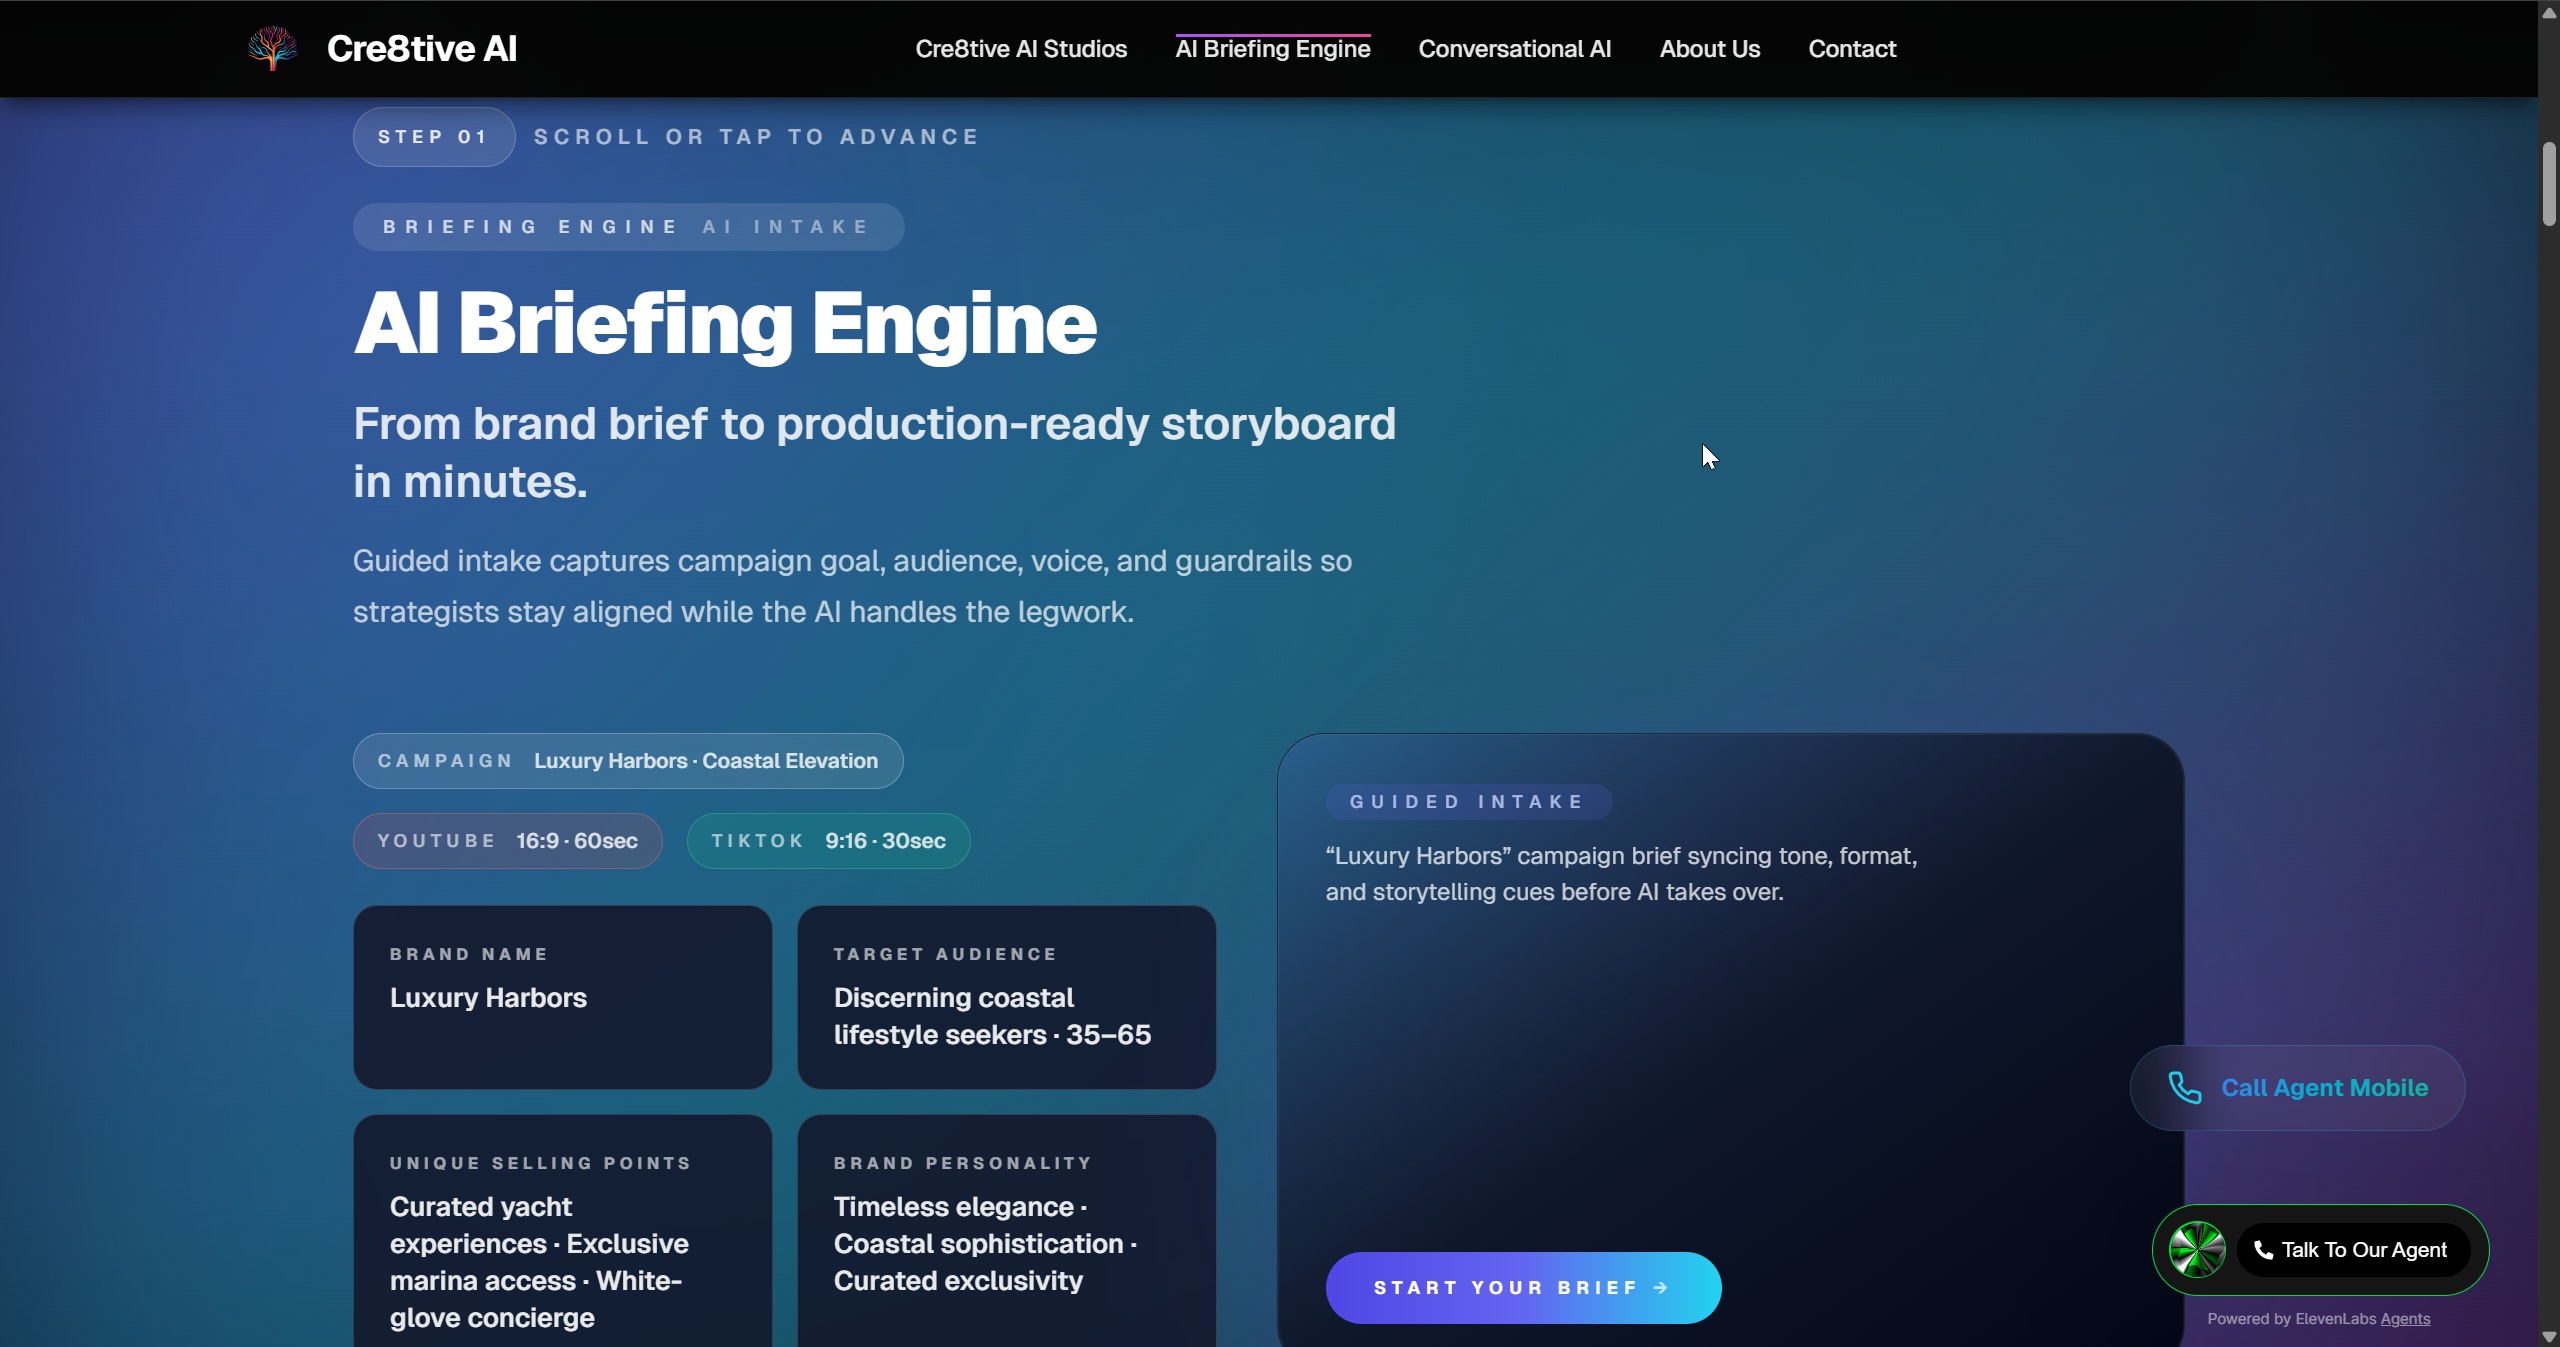 Cre8tive AI
Cre8tive AI Studios
AI Briefing Engine
Conversational AI
About Us
Contact
STEP 01
SCROLL OR TAP TO ADVANCE
BRIEFING ENGINE AI INTAKE
AI Briefing Engine
From brand brief to production-ready storyboard
in minutes.
Guided intake captures campaign goal, audience, voice, and guardrails so
strategists stay aligned while the AI handles the legwork.
CAMPAIGN Luxury Harbors · Coastal Elevation
YOUTUBE 16:9 · 60sec
TIKTOK 9:16 · 30sec
BRAND NAME
Luxury Harbors
TARGET AUDIENCE
Discerning coastal
lifestyle seekers · 35–65
UNIQUE SELLING POINTS
Curated yacht
experiences · Exclusive
marina access · White-
glove concierge
BRAND PERSONALITY
Timeless elegance ·
Coastal sophistication ·
Curated exclusivity
GUIDED INTAKE
“Luxury Harbors” campaign brief syncing tone, format,
and storytelling cues before AI takes over.
START YOUR BRIEF →
Call Agent Mobile
Talk To Our Agent
Powered by ElevenLabs Agents